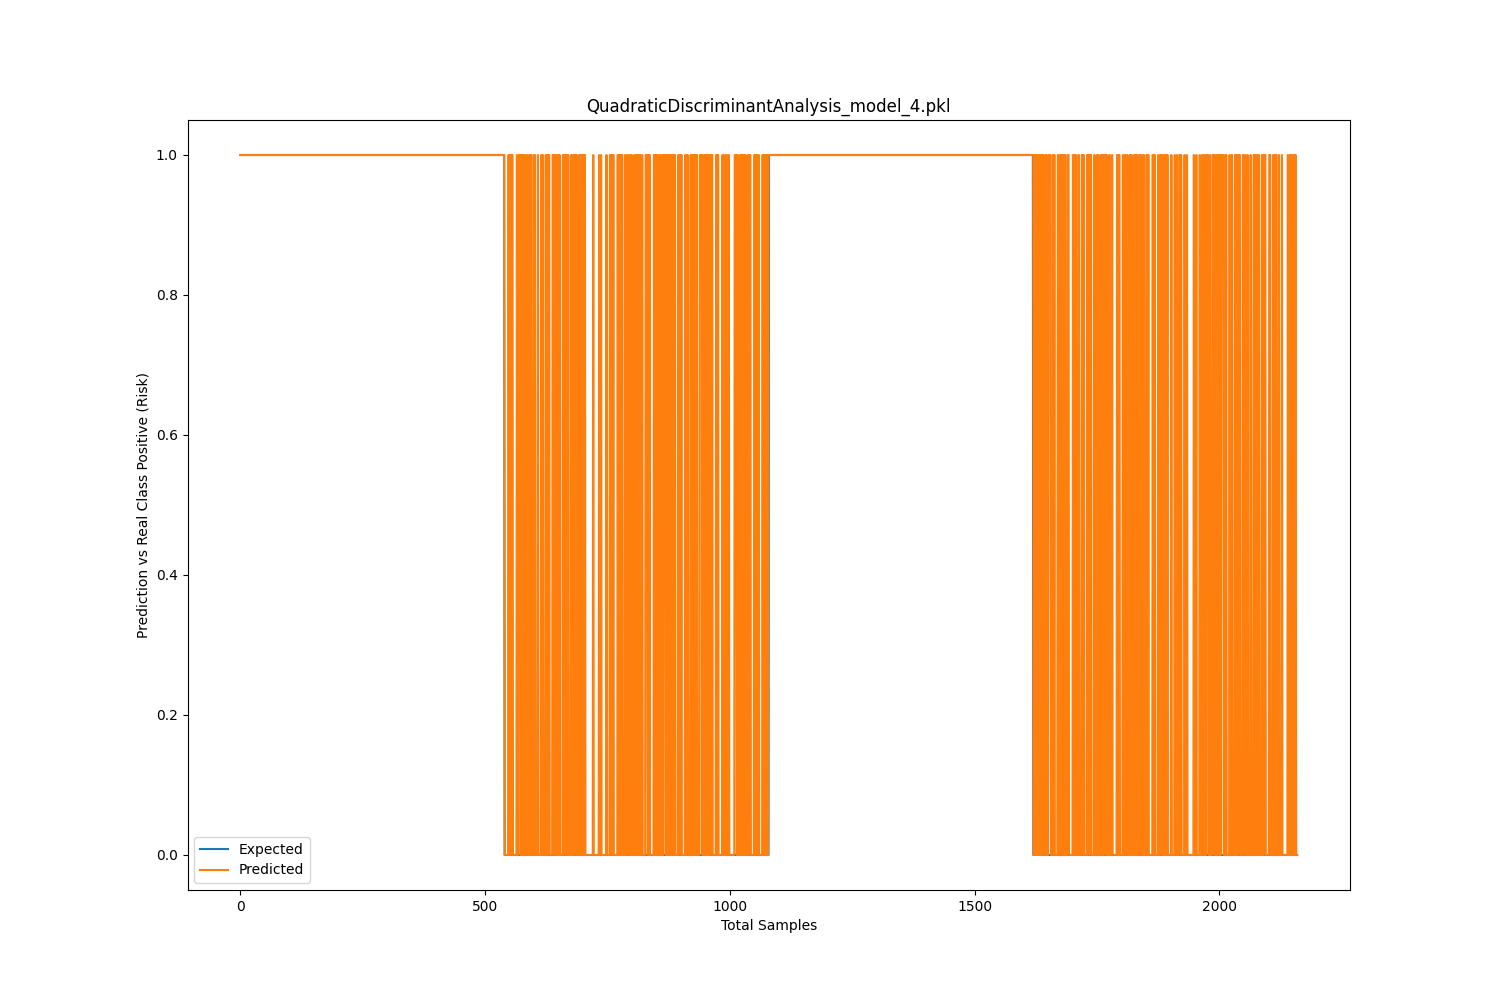 QuadraticDiscriminantAnalysis_model_4.pkl
1.0
0.8
0.6
0.4
0.2
0.0
Prediction vs Real Class Positive (Risk)
Expected
Predicted
0
500
1000
1500
2000
Total Samples